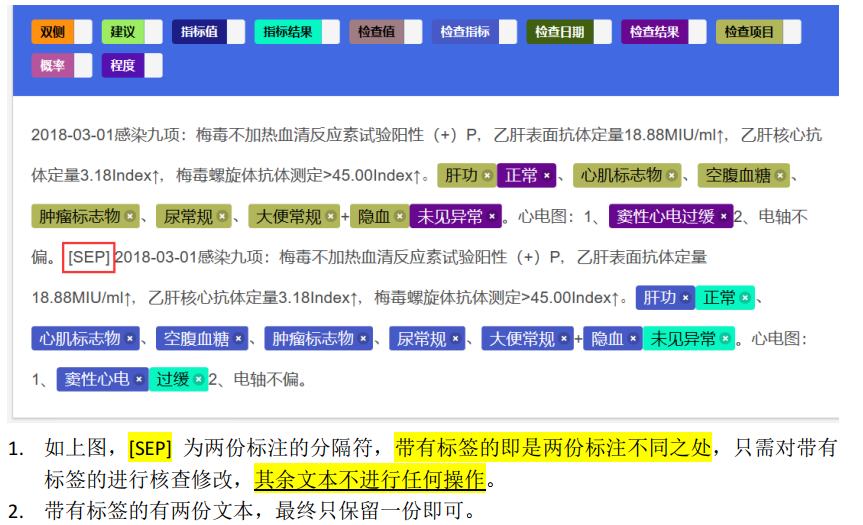 双侧 建议 指标值 指标结果 检查值 检查指标 检查日期 检查结果 检查项目
概率 程度
2018-03-01感染九项：梅毒不加热血清反应素试验阳性（+）P，乙肝表面抗体定量18.88MIU/ml↑，乙肝核心抗
体定量3.18Index↑，梅毒螺旋体抗体测定>45.00Index↑。肝功× 正常×、心肌标志物×、空腹血糖×、
肿瘤标志物×、尿常规×、大便常规×+隐血× 未见异常×。心电图：1、窦性心电过缓×2、电轴不
偏。[SEP]2018-03-01感染九项：梅毒不加热血清反应素试验阳性（+）P，乙肝表面抗体定量
18.88MIU/ml↑，乙肝核心抗体定量3.18Index↑，梅毒螺旋体抗体测定>45.00Index↑。肝功× 正常×、
心肌标志物×、空腹血糖×、肿瘤标志物×、尿常规×、大便常规×+隐血× 未见异常×。心电图：
1、窦性心电× 过缓×2、电轴不偏。
1. 如上图，[SEP] 为两份标注的分隔符，带有标签的即是两份标注不同之处，只需对带有
标签的进行核查修改，其余文本不进行任何操作。
2. 带有标签的有两份文本，最终只保留一份即可。